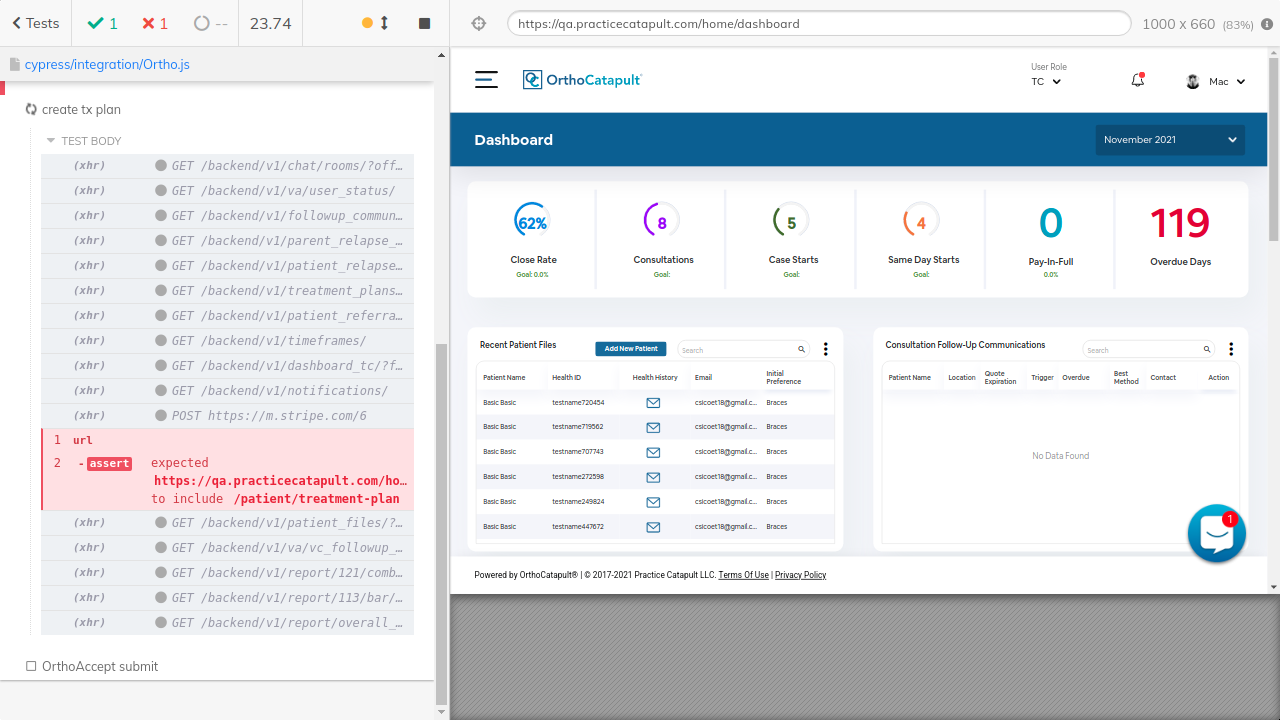 Tests
1
1
--
23.74
https://qa.practicecatapult.com/home/dashboard
1000 x 660 (83%)
cypress/integration/Ortho.js
create tx plan
TEST BODY
(xhr) GET /backend/v1/chat/rooms/?off…
(xhr) GET /backend/v1/va/user_status/
(xhr) GET /backend/v1/followup_commun…
(xhr) GET /backend/v1/parent_relapse_…
(xhr) GET /backend/v1/patient_relapse…
(xhr) GET /backend/v1/treatment_plans…
(xhr) GET /backend/v1/patient_referra…
(xhr) GET /backend/v1/timeframes/
(xhr) GET /backend/v1/dashboard_tc/?f…
(xhr) GET /backend/v1/notifications/
(xhr) POST https://m.stripe.com/6
1 url
2 -assert expected
https://qa.practicecatapult.com/ho…
to include /patient/treatment-plan
(xhr) GET /backend/v1/patient_files/?…
(xhr) GET /backend/v1/va/vc_followup_…
(xhr) GET /backend/v1/report/121/comb…
(xhr) GET /backend/v1/report/113/bar/…
(xhr) GET /backend/v1/report/overall_…
OrthoAccept submit
OrthoCatapult
User Role
TC
Mac
Dashboard
November 2021
62%
Close Rate
Goal: 0.0%
8
Consultations
Goal:
5
Case Starts
Goal:
4
Same Day Starts
Goal:
0
Pay-In-Full
0.0%
119
Overdue Days
Recent Patient Files
Add New Patient
Search
Patient Name Health ID Health History Email Initial Preference
Basic Basic testname720454 csicoet18@gmail.c... Braces
Basic Basic testname719562 csicoet18@gmail.c... Braces
Basic Basic testname707743 csicoet18@gmail.c... Braces
Basic Basic testname272598 csicoet18@gmail.c... Braces
Basic Basic testname249824 csicoet18@gmail.c... Braces
Basic Basic testname447672 csicoet18@gmail.c... Braces
Consultation Follow-Up Communications
Search
Patient Name Location Quote Expiration Trigger Overdue Best Method Contact Action
No Data Found
1
Powered by OrthoCatapult® | © 2017-2021 Practice Catapult LLC. Terms Of Use | Privacy Policy